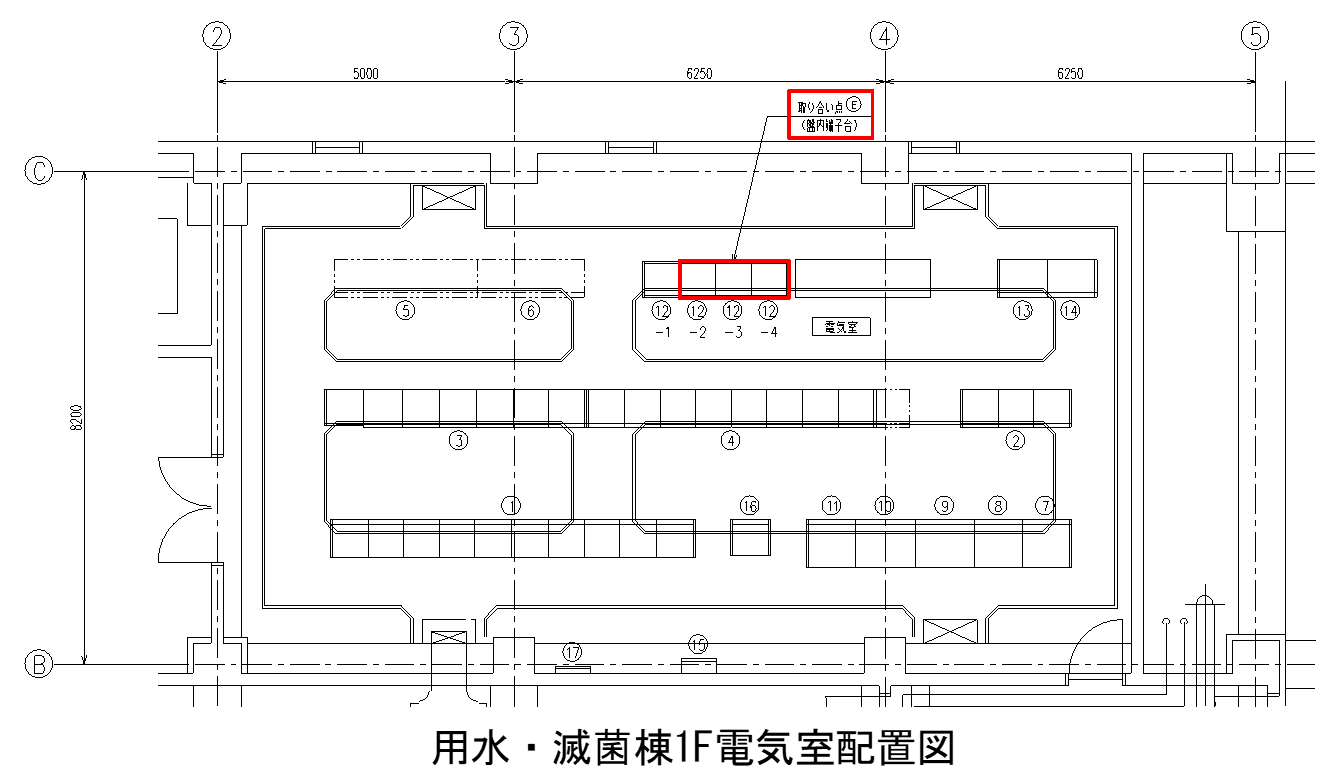 ② ③ ④ ⑤
5000 6250 6250
取り合い点Ⓔ
(盤内端子台)
Ⓒ
8200
⑤ ⑥ ⑫ ⑫ ⑫ ⑫ ⑬ ⑭
-1 -2 -3 -4
電気室
③ ④ ②
① ⑯ ⑪ ⑩ ⑨ ⑧ ⑦
⑰ ⑮
Ⓑ
用水・滅菌棟1F電気室配置図